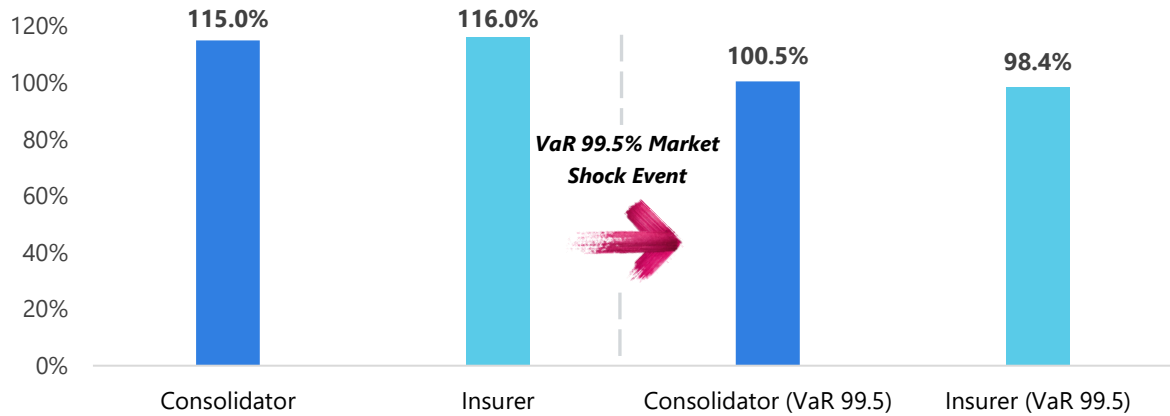 120%
100%
80%
60%
40%
20%
0%
115.0%
116.0%
100.5%
98.4%
VaR 99.5% Market
Shock Event
Consolidator
Insurer
Consolidator (VaR 99.5)
Insurer (VaR 99.5)